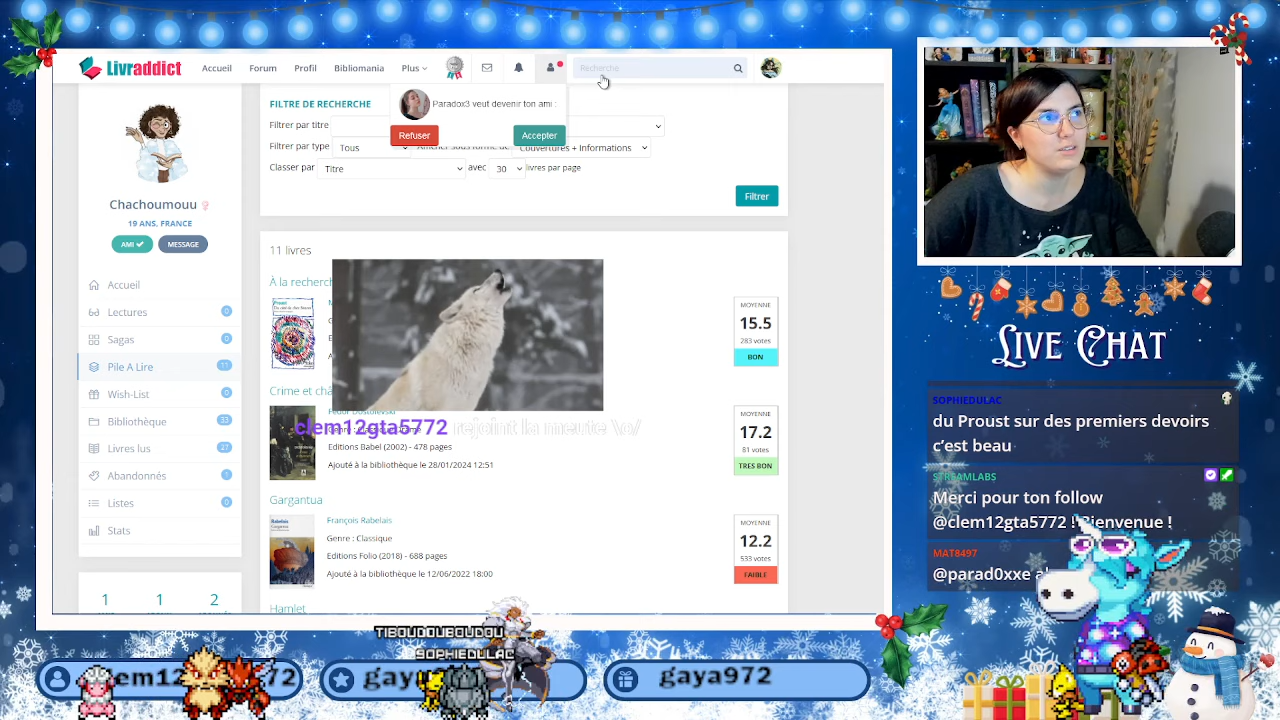 Livraddict
Accueil
Forums
Profil
Bibliomania
Plus
Recherche
Paradox3 veut devenir ton ami :
Refuser
Accepter
FILTRE DE RECHERCHE
Filtrer par titre
Filtrer par type
Tous
Couvertures + Informations
Classer par
Titre
avec
30
livres par page
Filtrer
Chachoumouu
19 ANS, FRANCE
AMI
MESSAGE
Accueil
Lectures 0
Sagas 0
Pile A Lire 11
Wish-List 0
Bibliothèque 33
Livres lus 27
Abandonnés 1
Listes 0
Stats
1
1
2
11 livres
À la recherch
MOYENNE
15.5
283 votes
BON
Crime et ch
clem12gta5772 rejoint la meute \o/
Editions Babel (2002) - 478 pages
Ajouté à la bibliothèque le 28/01/2024 12:51
MOYENNE
17.2
81 votes
TRES BON
Gargantua
Rabelais
François Rabelais
Genre : Classique
Editions Folio (2018) - 688 pages
Ajouté à la bibliothèque le 12/06/2022 18:00
MOYENNE
12.2
533 votes
FAIBLE
Hamlet
LIVE CHAT
SOPHIEDULAC
du Proust sur des premiers devoirs
c'est beau
STREAMLABS
Merci pour ton follow
@clem12gta5772 ! Bienvenue !
MAT8497
@parad0xxe
TIBOUDOUBOUDOU
SOPHIEDULAC
gaya972